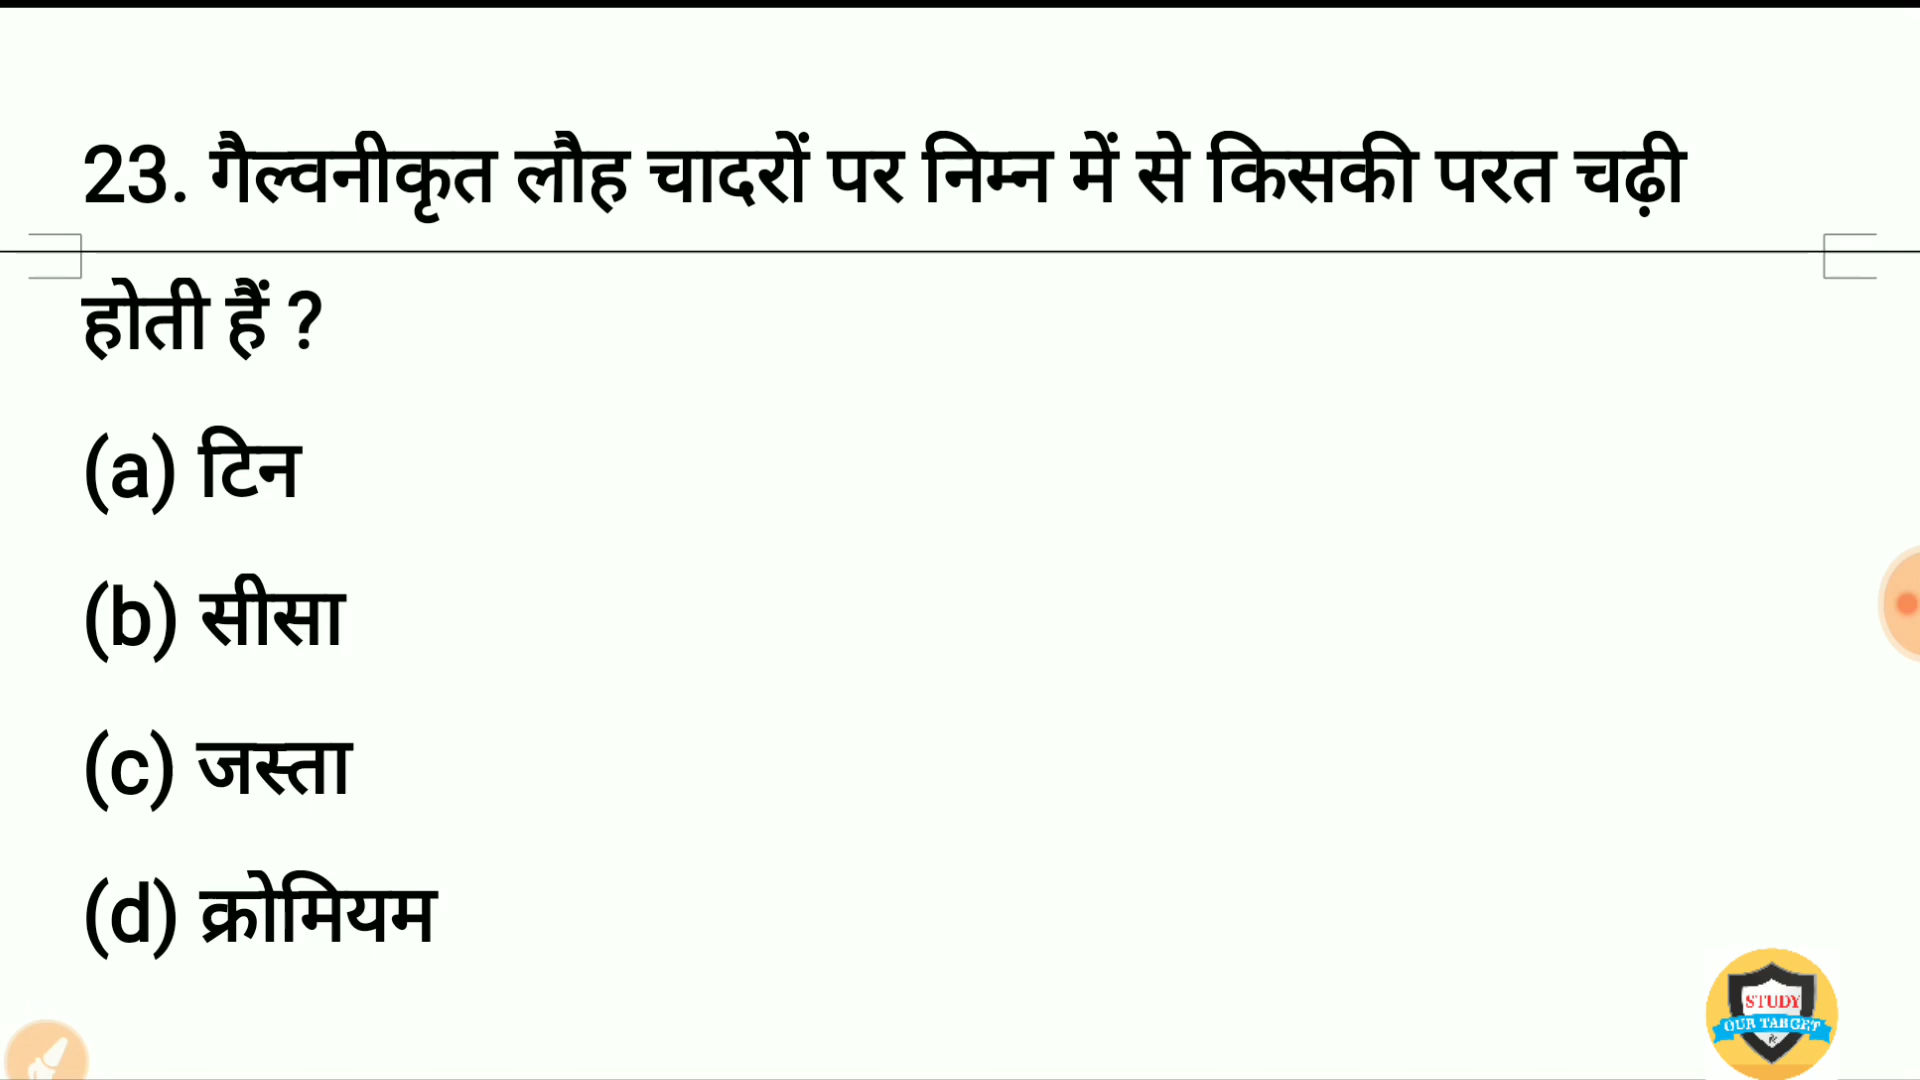 23. गैल्वनीकृत लौह चादरों पर निम्न में से किसकी परत चढ़ी
होती हैं ?
(a) टिन
(b) सीसा
(c) जस्ता
(d) क्रोमियम
STUDY
OUR TARGET